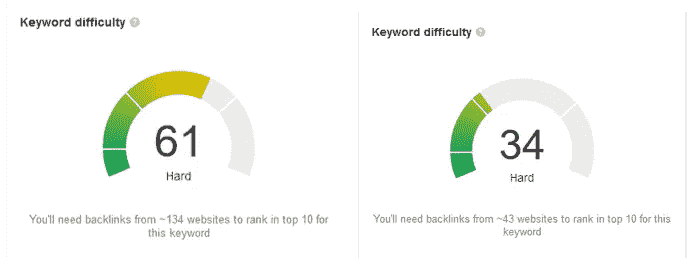 Keyword difficulty ?
61
Hard
You'll need backlinks from ~134 websites to rank in top 10 for
this keyword
Keyword difficulty ?
34
Hard
You'll need backlinks from ~43 websites to rank in top 10 for this
keyword